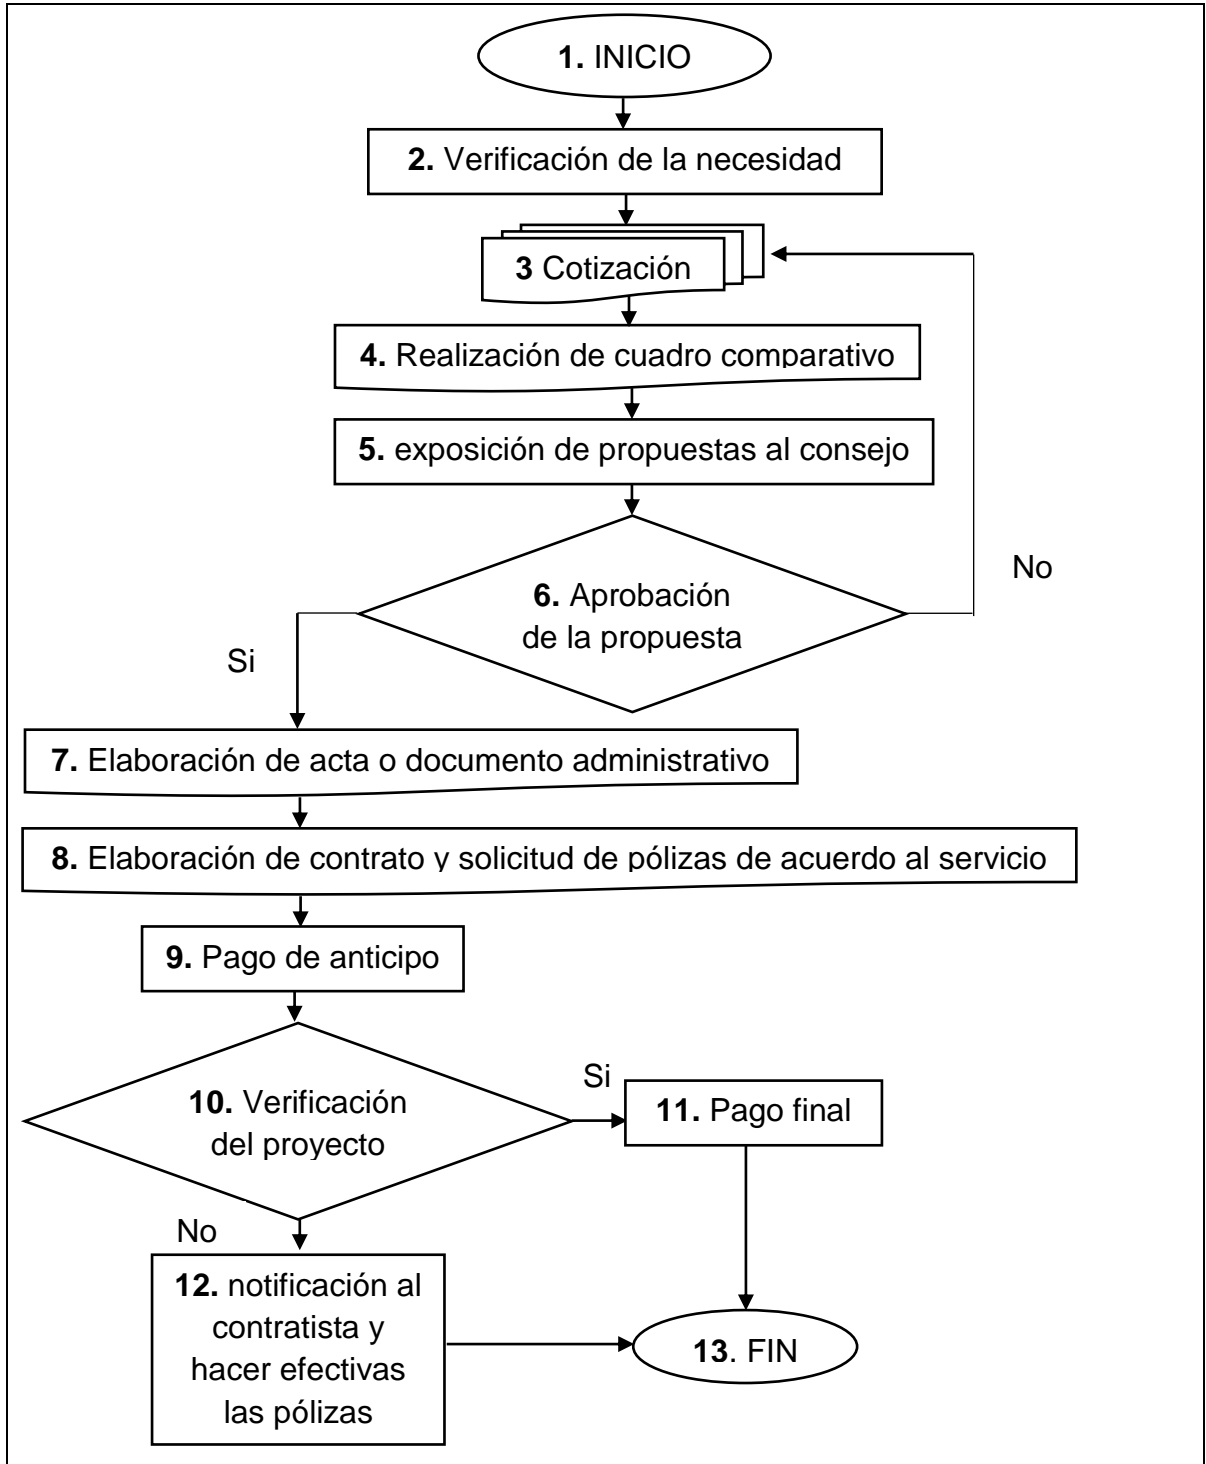 1. INICIO
2. Verificación de la necesidad
3 Cotización
4. Realización de cuadro comparativo
5. exposición de propuestas al consejo
6. Aprobación
de la propuesta
No
Si
7. Elaboración de acta o documento administrativo
8. Elaboración de contrato y solicitud de pólizas de acuerdo al servicio
9. Pago de anticipo
10. Verificación
del proyecto
Si
11. Pago final
No
12. notificación al
contratista y
hacer efectivas
las pólizas
13. FIN